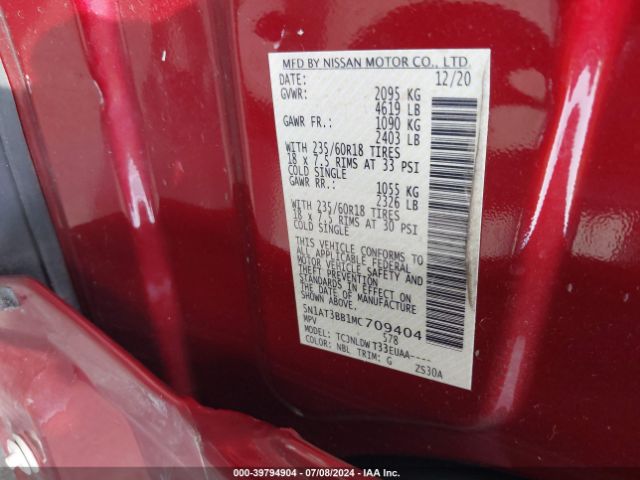 MFD BY NISSAN MOTOR CO., LTD
DATE: 12/20
GVWR: 2095 KG
4619 LB
GAWR FR.: 1090 KG
2403 LB
WITH 235/60R18 TIRES
18 x 7.5 RIMS AT 33 PSI
COLD SINGLE
GAWR RR.: 1055 KG
2326 LB
WITH 235/60R18 TIRES
18 x 7.5 RIMS AT 30 PSI
COLD SINGLE
THIS VEHICLE CONFORMS TO
ALL APPLICABLE FEDERAL
MOTOR VEHICLE SAFETY AND
THEFT PREVENTION
STANDARDS IN EFFECT ON
THE DATE OF MANUFACTURE
SHOWN ABOVE.
5N1AT3BB1MC709404
MPV 578
MODEL: TCJNLDWT33EUAA----
COLOR: NBL TRIM: G ZS30A
000-39794904 - 07/08/2024 - IAA Inc.